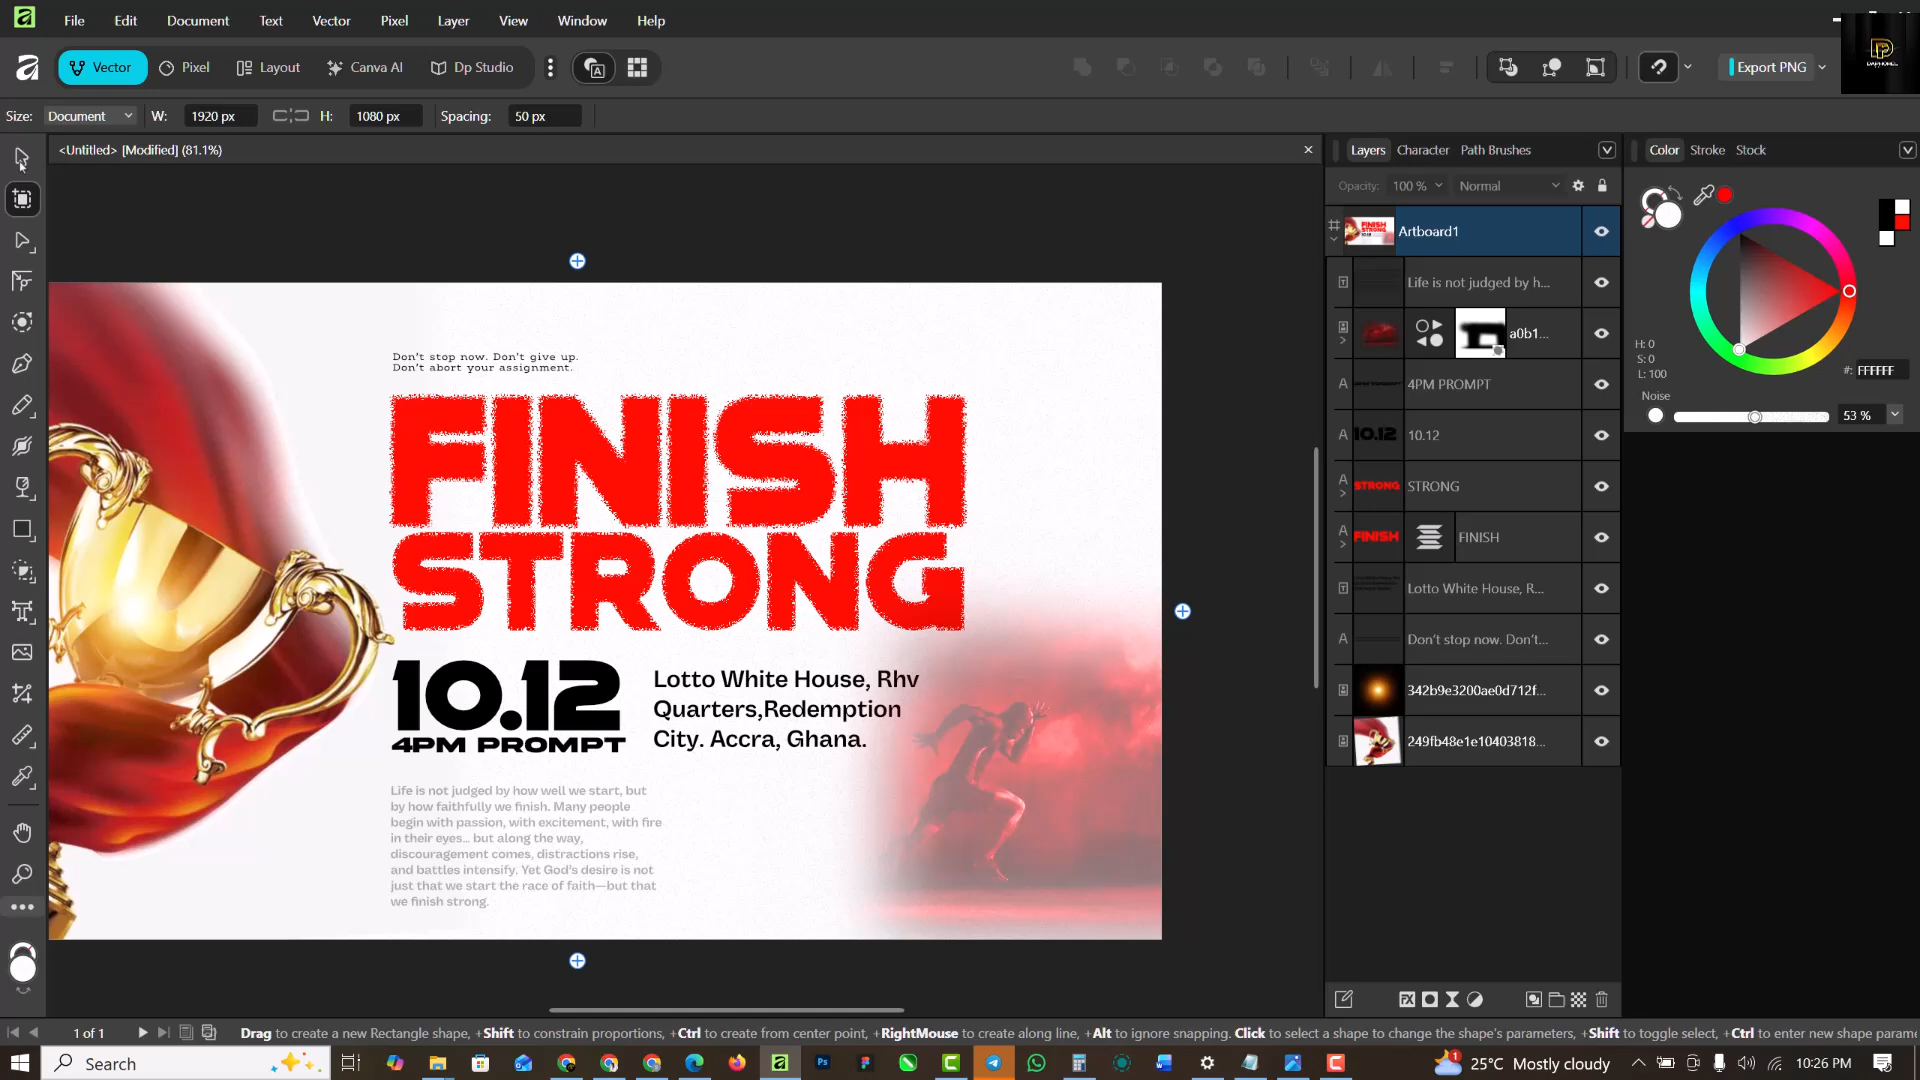 File Edit Document Text Vector Pixel Layer View Window Help
Vector Pixel Layout Canva AI Dp Studio Export PNG
Size: Document W: 1920 px H: 1080 px Spacing: 50 px
<Untitled> [Modified] (81.1%)
Don't stop now. Don't give up.
Don't abort your assignment.
FINISH
STRONG
10.12
4PM PROMPT
Lotto White House, Rhv
Quarters,Redemption
City. Accra, Ghana.
Life is not judged by how well we start, but
by how faithfully we finish. Many people
begin with passion, with excitement, with fire
in their eyes... but along the way,
discouragement comes, distractions rise,
and battles intensify. Yet God's desire is not
just that we start the race of faith—but that
we finish strong.
Layers Character Path Brushes
Opacity: 100 % Normal
Artboard1
Life is not judged by h...
a0b1...
4PM PROMPT
10.12
STRONG
FINISH
Lotto White House, R...
Don't stop now. Don't...
342b9e3200ae0d712f...
249fb48e1e10403818...
Color Stroke Stock
H: 0
S: 0
L: 100
#: FFFFFF
Noise
53 %
1 of 1
Drag to create a new Rectangle shape, +Shift to constrain proportions, +Ctrl to create from center point, +RightMouse to create along line, +Alt to ignore snapping. Click to select a shape to change the shape's parameters, +Shift to toggle select, +Ctrl to enter new shape parame
Search
25°C Mostly cloudy
10:26 PM